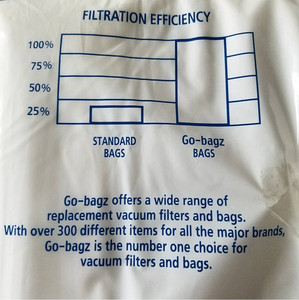 FILTRATION EFFICIENCY
100%
75%
50%
25%
STANDARD
BAGS
Go-bagz
BAGS
Go-bagz offers a wide range of
replacement vacuum filters and bags.
With over 300 different items for all the major brands,
Go-bagz is the number one choice for
vacuum filters and bags.